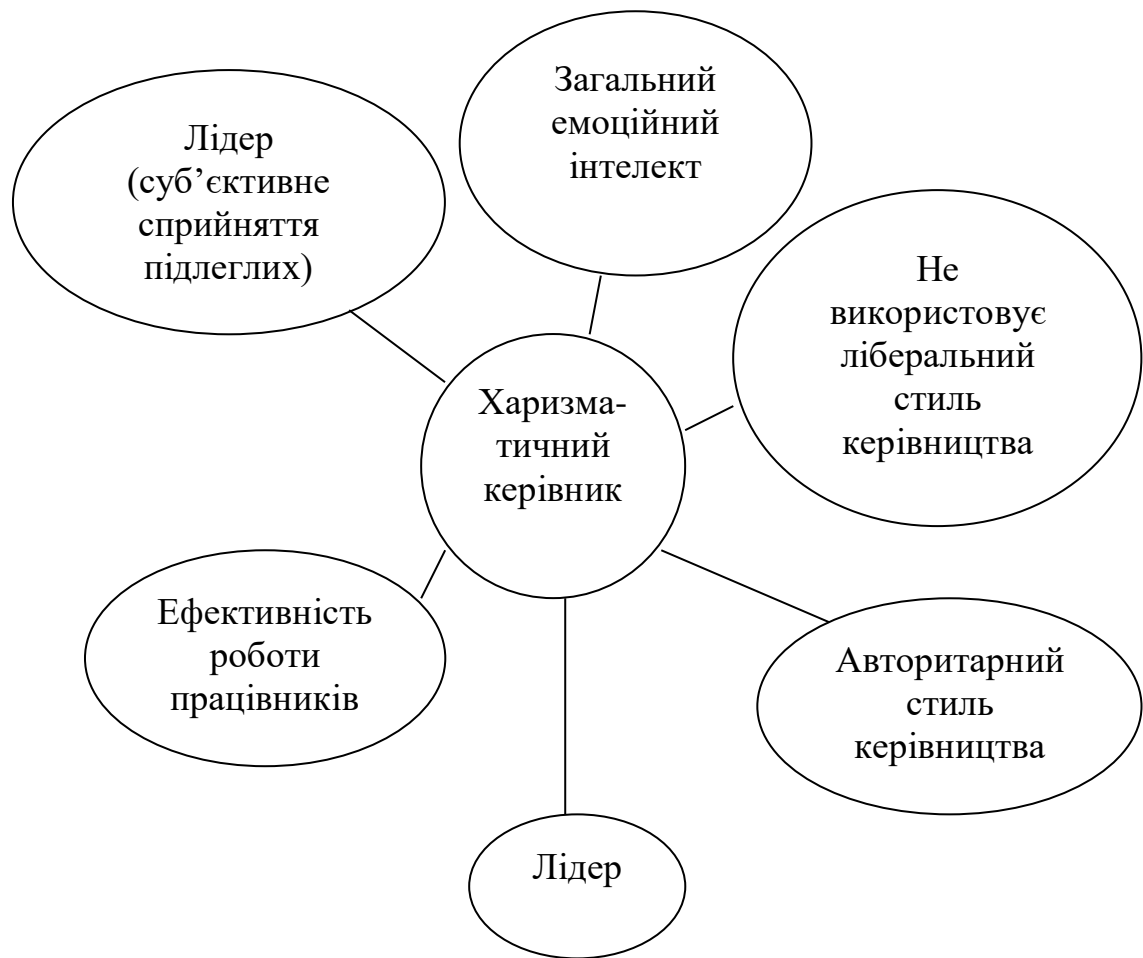 Загальний
емоційний
інтелект
Лідер
(суб’єктивне
сприйняття
підлеглих)
Не
використовує
ліберальний
стиль
керівництва
Харизма-
тичний
керівник
Ефективність
роботи
працівників
Авторитарний
стиль
керівництва
Лідер